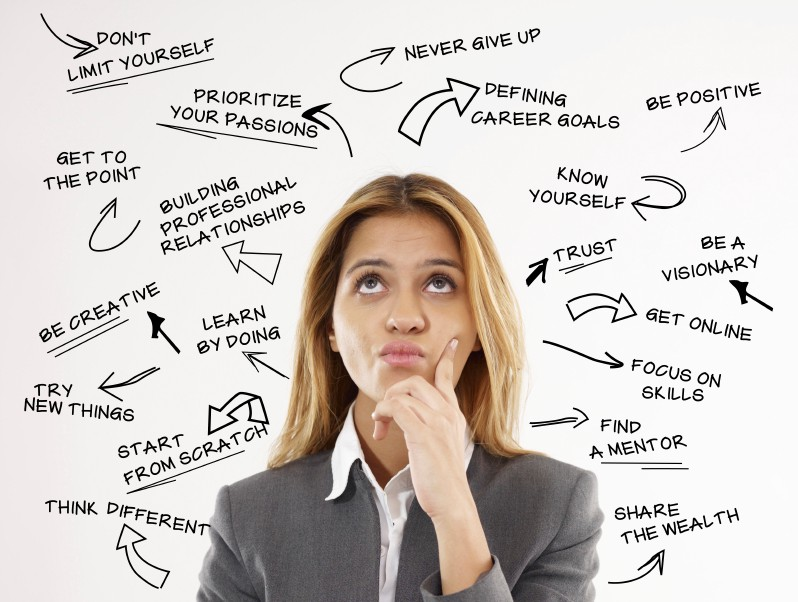 DON'T
LIMIT YOURSELF
NEVER GIVE UP
PRIORITIZE
YOUR PASSIONS
DEFINING
CAREER GOALS
BE POSITIVE
GET TO
THE POINT
BUILDING
PROFESSIONAL
RELATIONSHIPS
KNOW
YOURSELF
TRUST
BE A
VISIONARY
BE CREATIVE
LEARN
BY DOING
GET ONLINE
TRY
NEW THINGS
FOCUS ON
SKILLS
START
FROM SCRATCH
FIND
A MENTOR
THINK DIFFERENT
SHARE
THE WEALTH